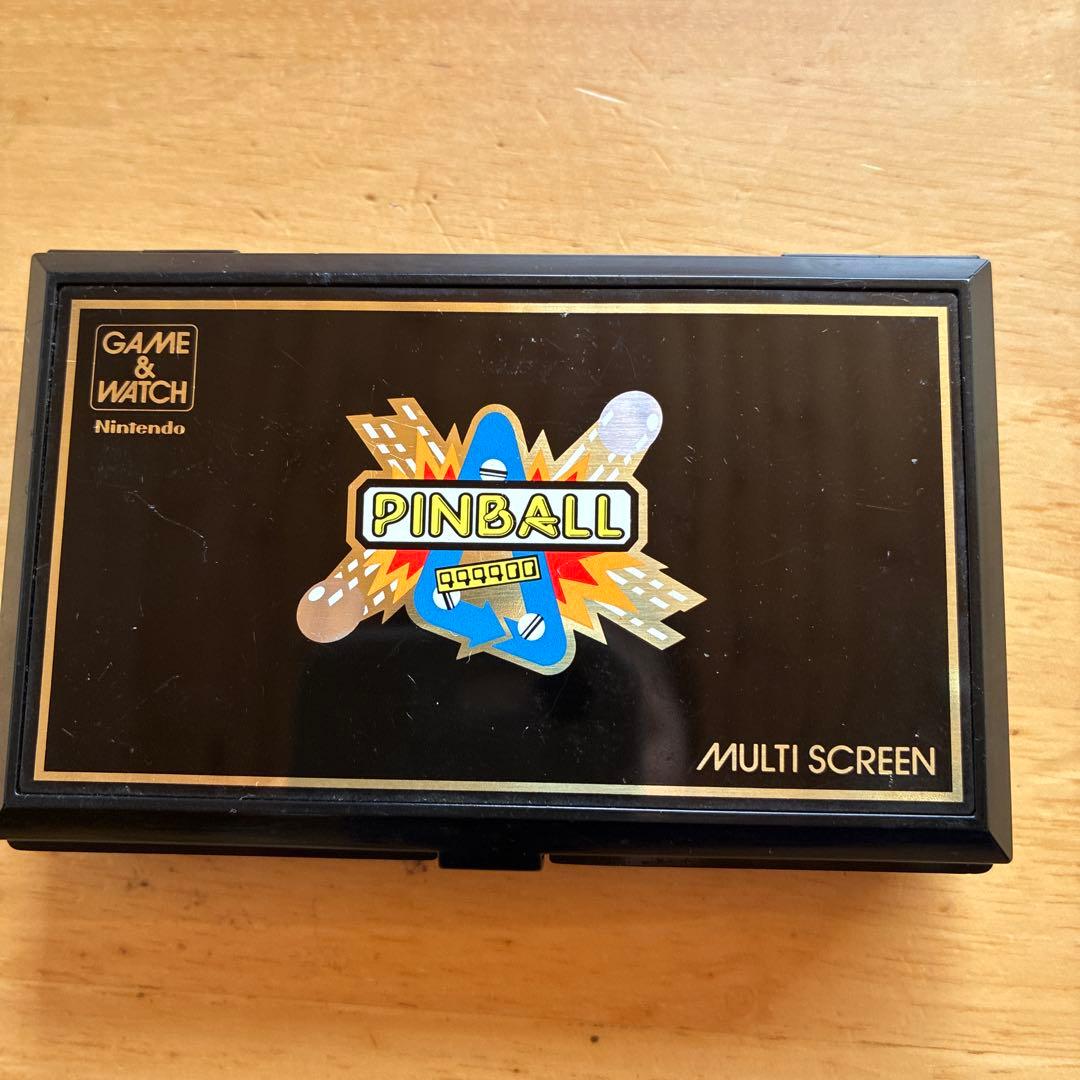 GAME
&
WATCH
Nintendo
PINBALL
999900
MULTI SCREEN